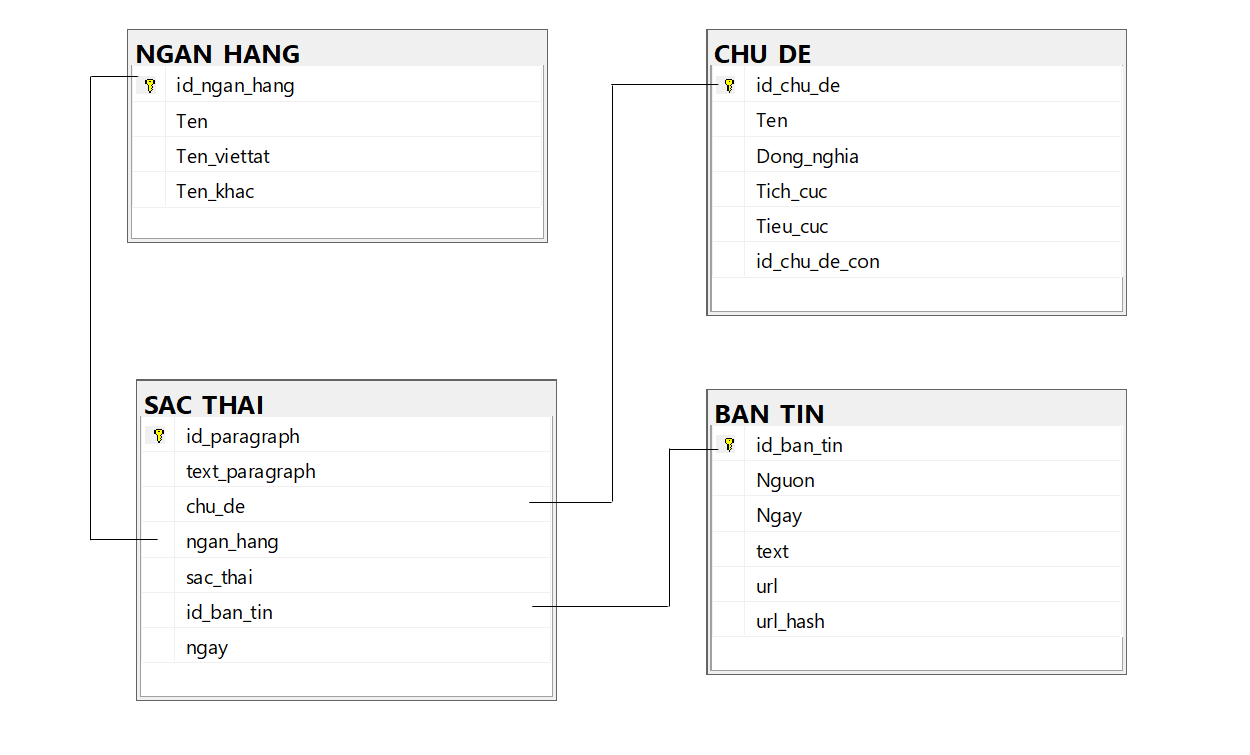 NGAN HANG
id_ngan_hang
Ten
Ten_viettat
Ten_khac
CHU DE
id_chu_de
Ten
Dong_nghia
Tich_cuc
Tieu_cuc
id_chu_de_con
SAC THAI
id_paragraph
text_paragraph
chu_de
ngan_hang
sac_thai
id_ban_tin
ngay
BAN TIN
id_ban_tin
Nguon
Ngay
text
url
url_hash